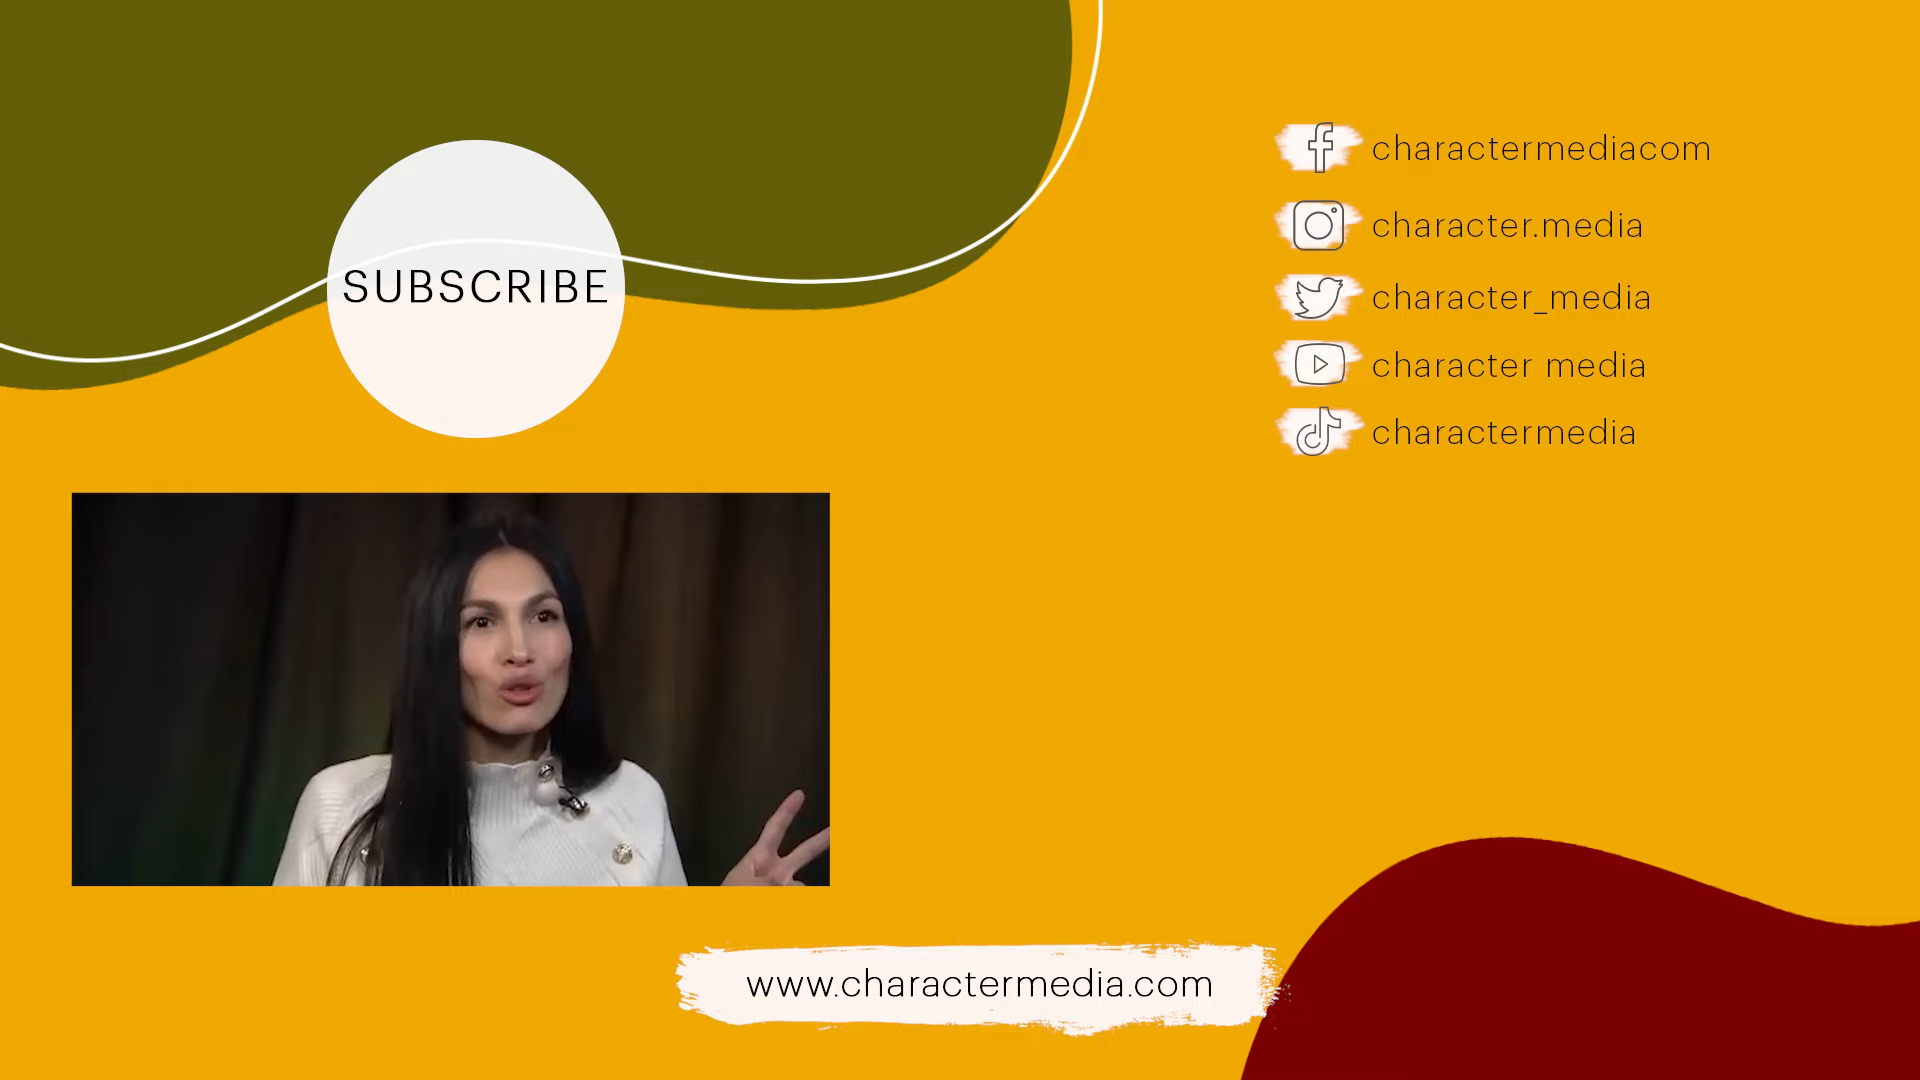 SUBSCRIBE
charactermediacom
character.media
character_media
character media
charactermedia
www.charactermedia.com